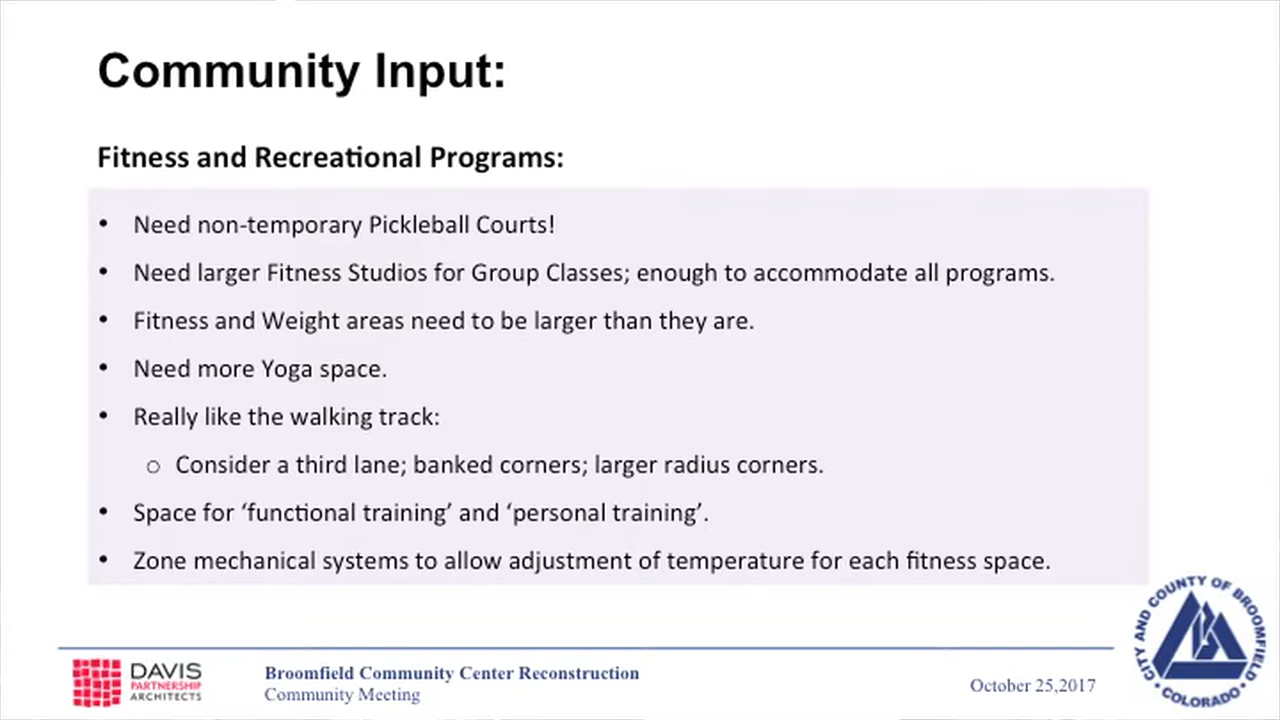 Community Input:
Fitness and Recreational Programs:
• Need non-temporary Pickleball Courts!
• Need larger Fitness Studios for Group Classes; enough to accommodate all programs.
• Fitness and Weight areas need to be larger than they are.
• Need more Yoga space.
• Really like the walking track:
○ Consider a third lane; banked corners; larger radius corners.
• Space for ‘functional training’ and ‘personal training’.
• Zone mechanical systems to allow adjustment of temperature for each fitness space.
DAVIS
PARTNERSHIP
ARCHITECTS
Broomfield Community Center Reconstruction
Community Meeting
October 25,2017
CITY AND COUNTY OF BROOMFIELD
• COLORADO •